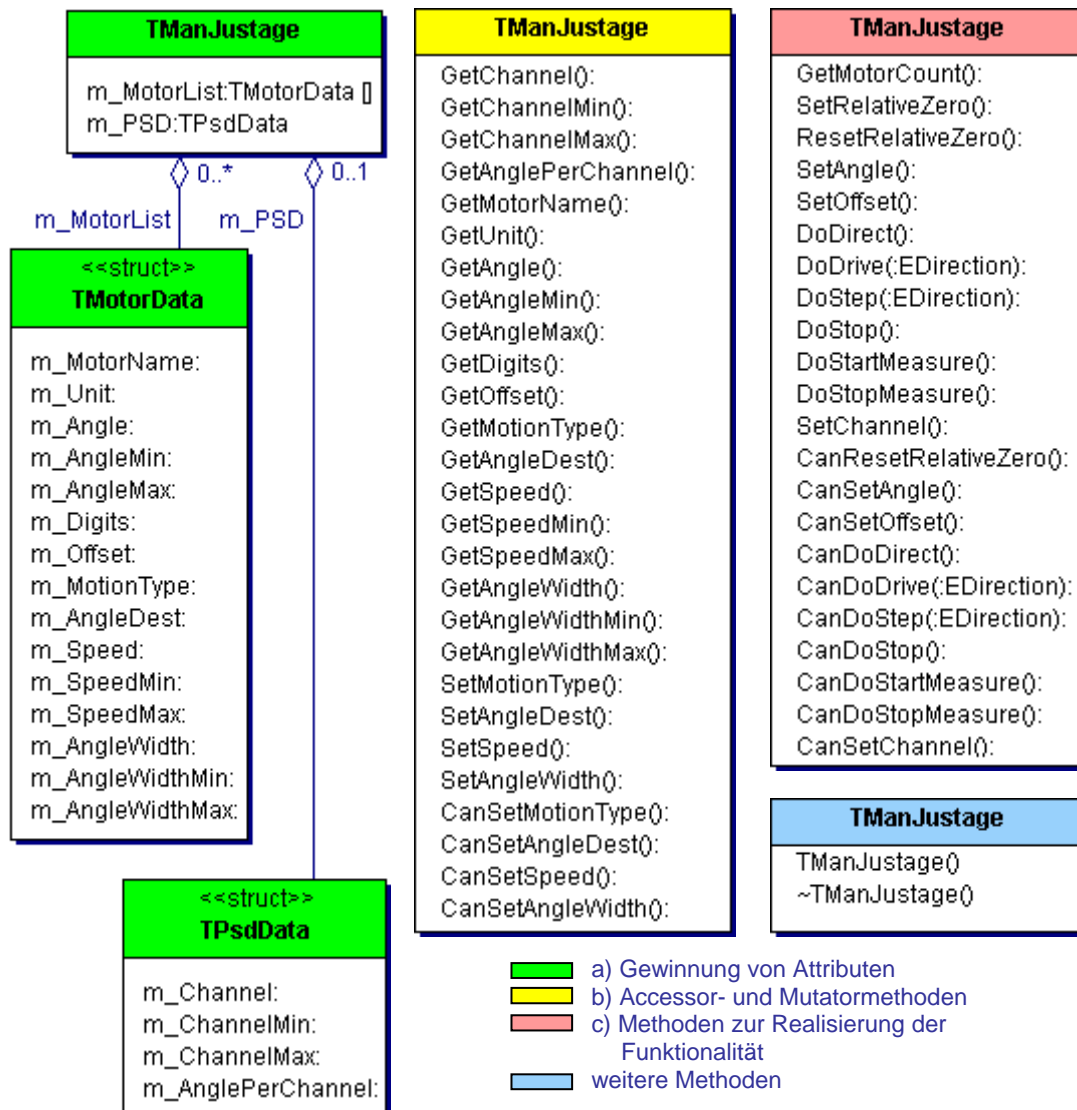 TManJustage
m_MotorList:TMotorData []
m_PSD:TPsdData
0..*
0..1
m_MotorList
m_PSD
<<struct>>
TMotorData
m_MotorName:
m_Unit:
m_Angle:
m_AngleMin:
m_AngleMax:
m_Digits:
m_Offset:
m_MotionType:
m_AngleDest:
m_Speed:
m_SpeedMin:
m_SpeedMax:
m_AngleWidth:
m_AngleWidthMin:
m_AngleWidthMax:
<<struct>>
TPsdData
m_Channel:
m_ChannelMin:
m_ChannelMax:
m_AnglePerChannel:
TManJustage
GetChannel():
GetChannelMin():
GetChannelMax():
GetAnglePerChannel():
GetMotorName():
GetUnit():
GetAngle():
GetAngleMin():
GetAngleMax():
GetDigits():
GetOffset():
GetMotionType():
GetAngleDest():
GetSpeed():
GetSpeedMin():
GetSpeedMax():
GetAngleWidth():
GetAngleWidthMin():
GetAngleWidthMax():
SetMotionType():
SetAngleDest():
SetSpeed():
SetAngleWidth():
CanSetMotionType():
CanSetAngleDest():
CanSetSpeed():
CanSetAngleWidth():
TManJustage
GetMotorCount():
SetRelativeZero():
ResetRelativeZero():
SetAngle():
SetOffset():
DoDirect():
DoDrive(:EDirection):
DoStep(:EDirection):
DoStop():
DoStartMeasure():
DoStopMeasure():
SetChannel():
CanResetRelativeZero():
CanSetAngle():
CanSetOffset():
CanDoDirect():
CanDoDrive(:EDirection):
CanDoStep(:EDirection):
CanDoStop():
CanDoStartMeasure():
CanDoStopMeasure():
CanSetChannel():
TManJustage
TManJustage()
~TManJustage()
a) Gewinnung von Attributen
b) Accessor- und Mutatormethoden
c) Methoden zur Realisierung der
Funktionalität
weitere Methoden